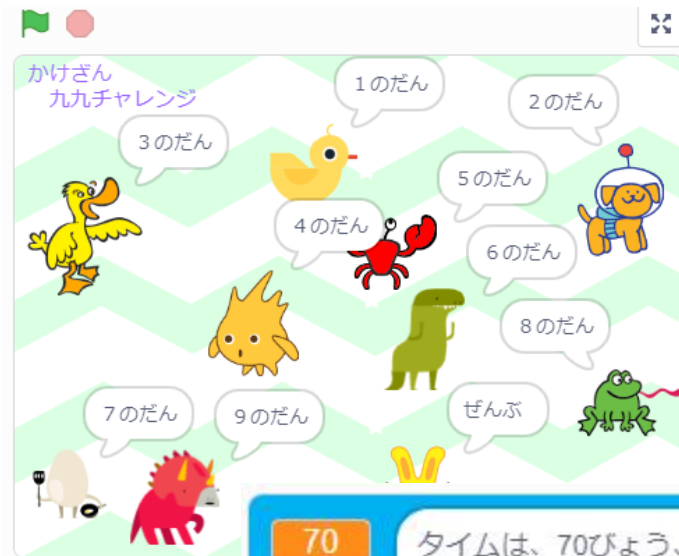 かけざん
九九チャレンジ
1のだん
2のだん
3のだん
5のだん
4のだん
6のだん
8のだん
7のだん
9のだん
ぜんぶ
70
タイムは、70びょう、